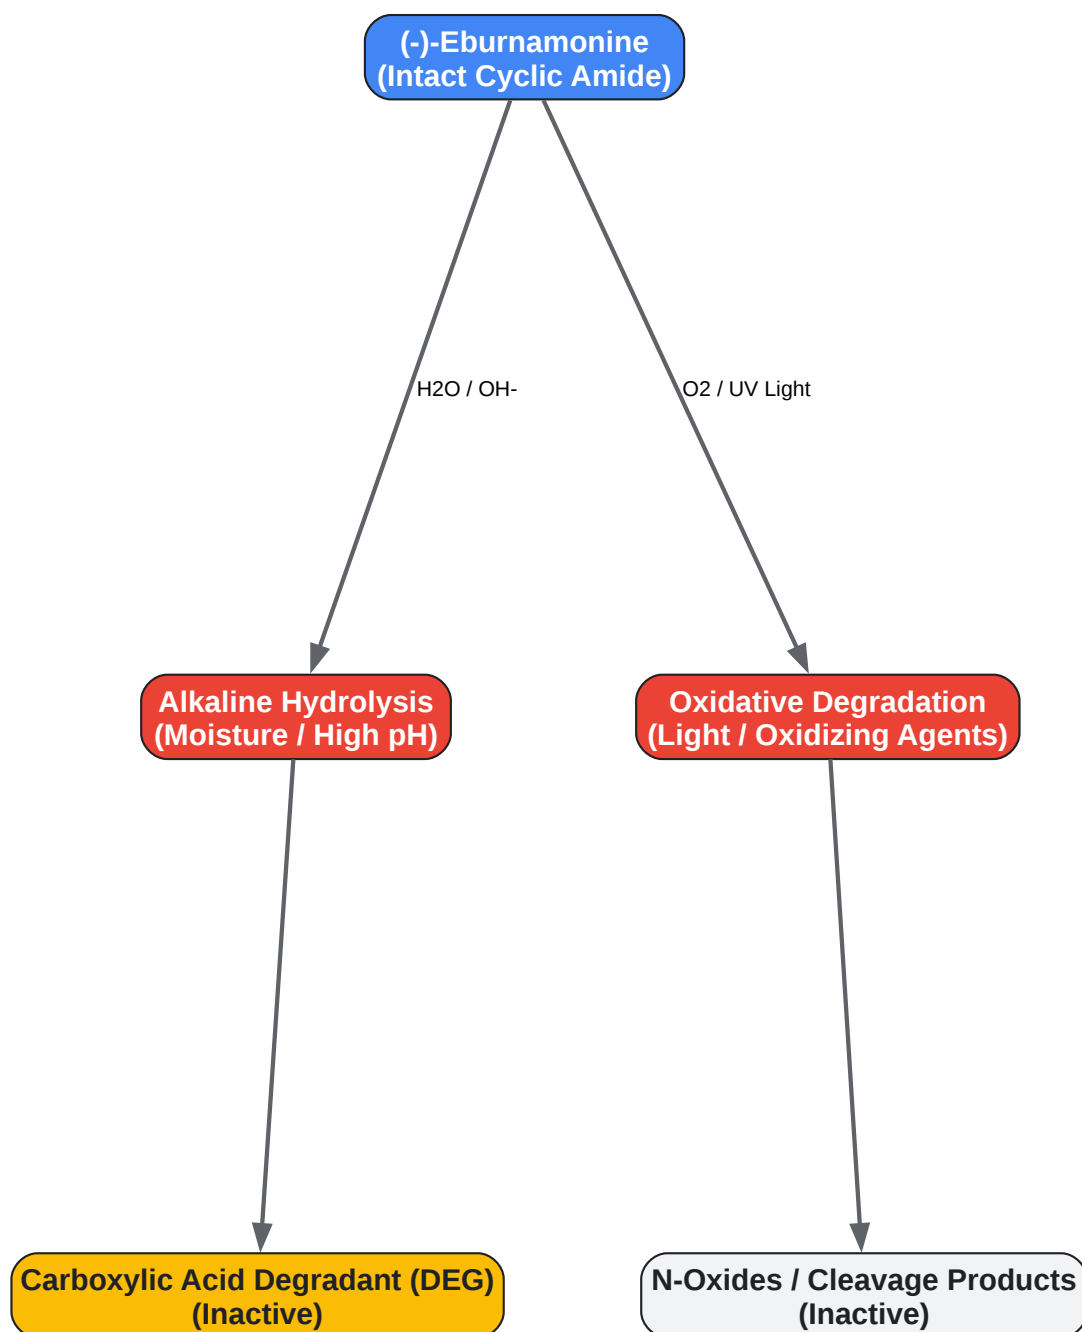 (-)-Eburnamonine
(Intact Cyclic Amide)
H2O / OH-
O2 / UV Light
Alkaline Hydrolysis
(Moisture / High pH)
Oxidative Degradation
(Light / Oxidizing Agents)
Carboxylic Acid Degradant (DEG)
(Inactive)
N-Oxides / Cleavage Products
(Inactive)